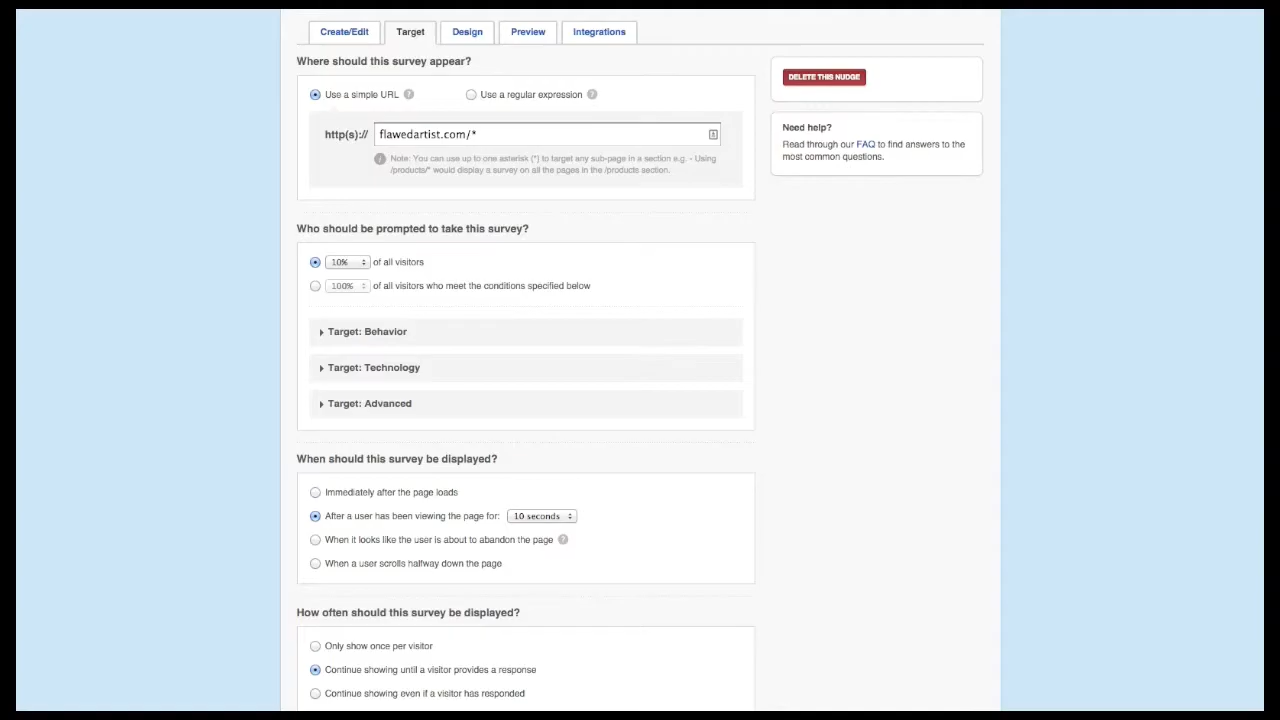 Create/Edit Target Design Preview Integrations
Where should this survey appear?
Use a simple URL ? Use a regular expression ?
http(s):// flawedartist.com/*
Note: You can use up to one asterisk (*) to target any sub-page in a section e.g. - Using
/products/* would display a survey on all the pages in the /products section.
DELETE THIS NUDGE
Need help?
Read through our FAQ to find answers to the
most common questions.
Who should be prompted to take this survey?
10% of all visitors
100% of all visitors who meet the conditions specified below
Target: Behavior
Target: Technology
Target: Advanced
When should this survey be displayed?
Immediately after the page loads
After a user has been viewing the page for: 10 seconds
When it looks like the user is about to abandon the page ?
When a user scrolls halfway down the page
How often should this survey be displayed?
Only show once per visitor
Continue showing until a visitor provides a response
Continue showing even if a visitor has responded